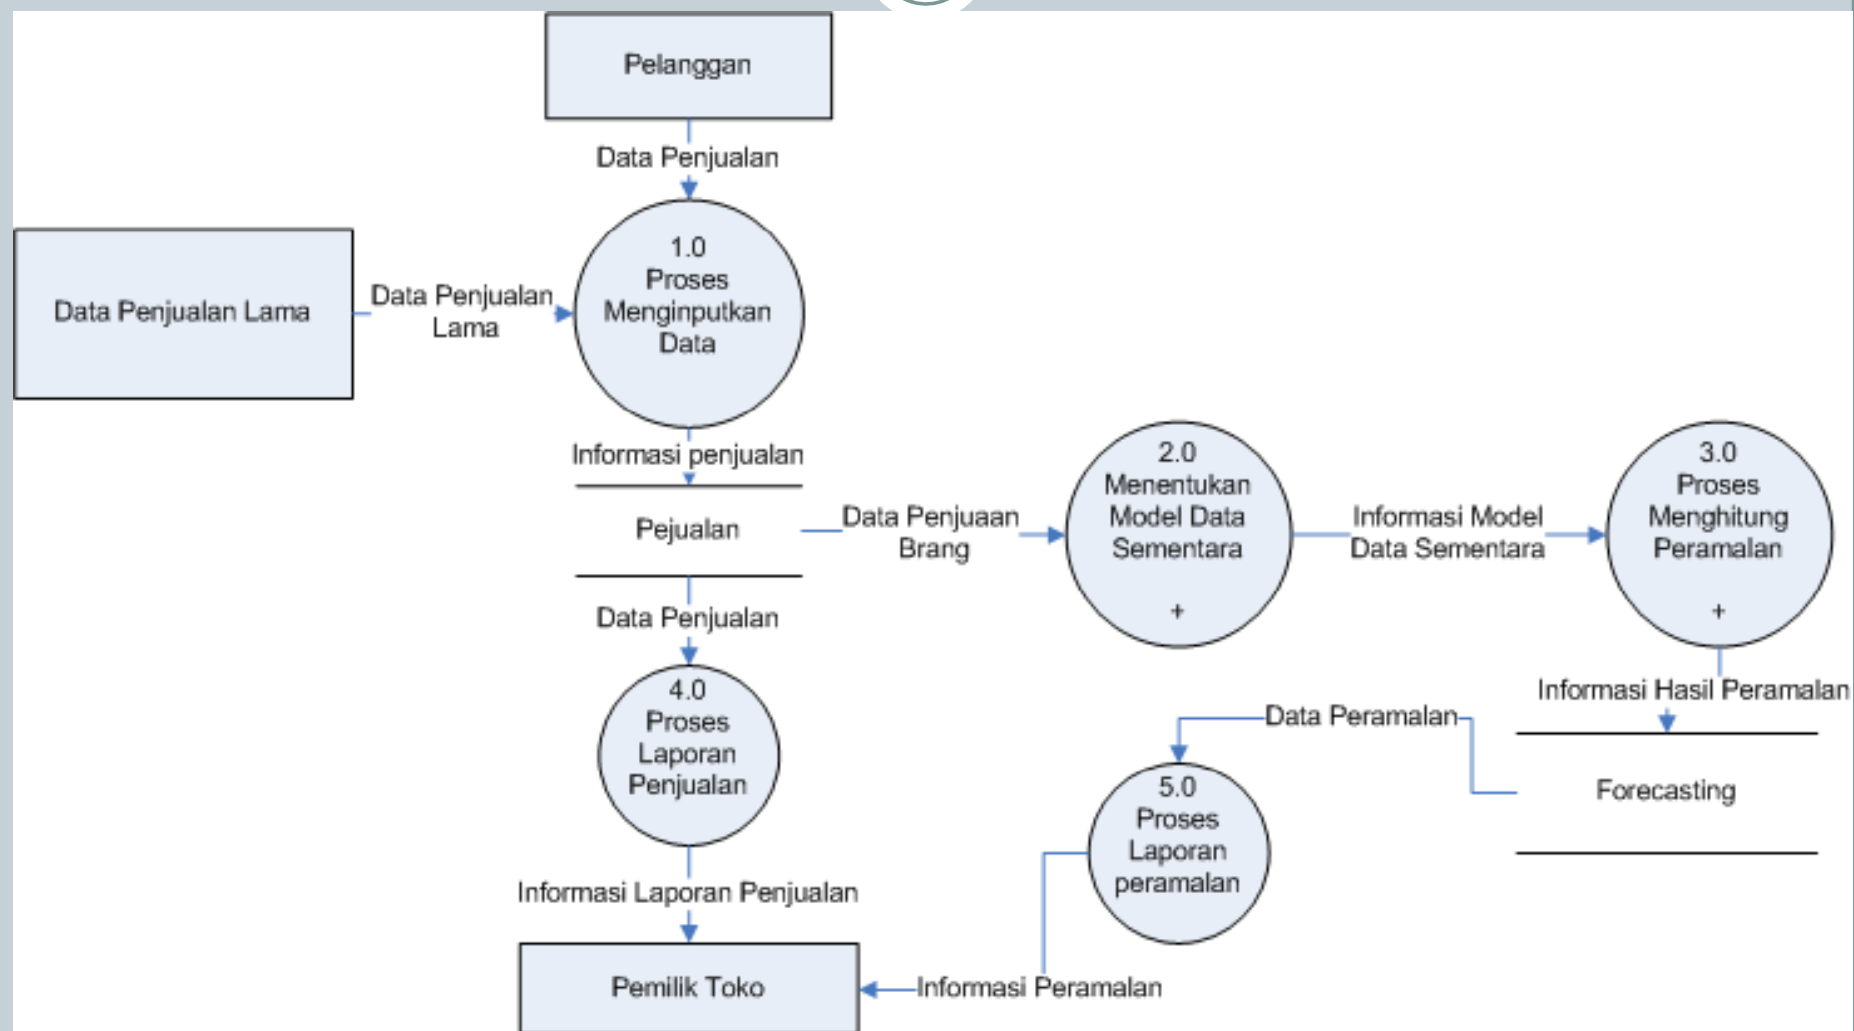 Pelanggan
Data Penjualan
Data Penjualan Lama
Data Penjualan
Lama
1.0
Proses
Menginputkan
Data
Informasi penjualan
Pejualan
Data Penjuaan
Brang
2.0
Menentukan
Model Data
Sementara
+
Informasi Model
Data Sementara
3.0
Proses
Menghitung
Peramalan
+
Data Penjualan
4.0
Proses
Laporan
Penjualan
Informasi Hasil Peramalan
Data Peramalan
Forecasting
5.0
Proses
Laporan
peramalan
Informasi Laporan Penjualan
Pemilik Toko
Informasi Peramalan